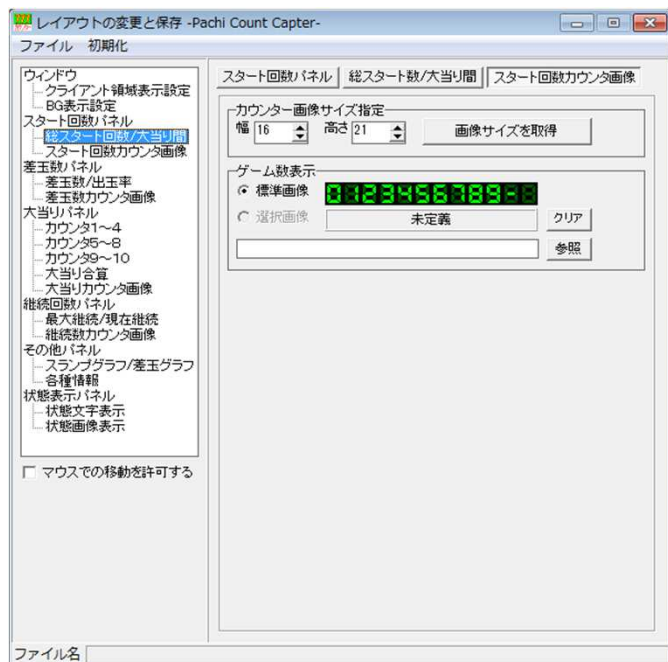 レイアウトの変更と保存 -Pachi Count Capter-
ファイル 初期化
ウィンドウ
クライアント領域表示設定
BG表示設定
スタート回数パネル
総スタート回数/大当り間
スタート回数カウンタ画像
差玉数パネル
差玉数/出玉率
差玉数カウンタ画像
大当りパネル
カウンタ1～4
カウンタ5～8
カウンタ9～10
大当り合算
大当りカウンタ画像
継続回数パネル
最大継続/現在継続
継続数カウンタ画像
その他パネル
スランプグラフ/差玉グラフ
各種情報
状態表示パネル
状態文字表示
状態画像表示
マウスでの移動を許可する
スタート回数パネル 総スタート数/大当り間 スタート回数カウンタ画像
カウンター画像サイズ指定
幅 16 高さ 21 画像サイズを取得
ゲーム数表示
標準画像 0123456789-
選択画像 未定義 クリア
参照
ファイル名